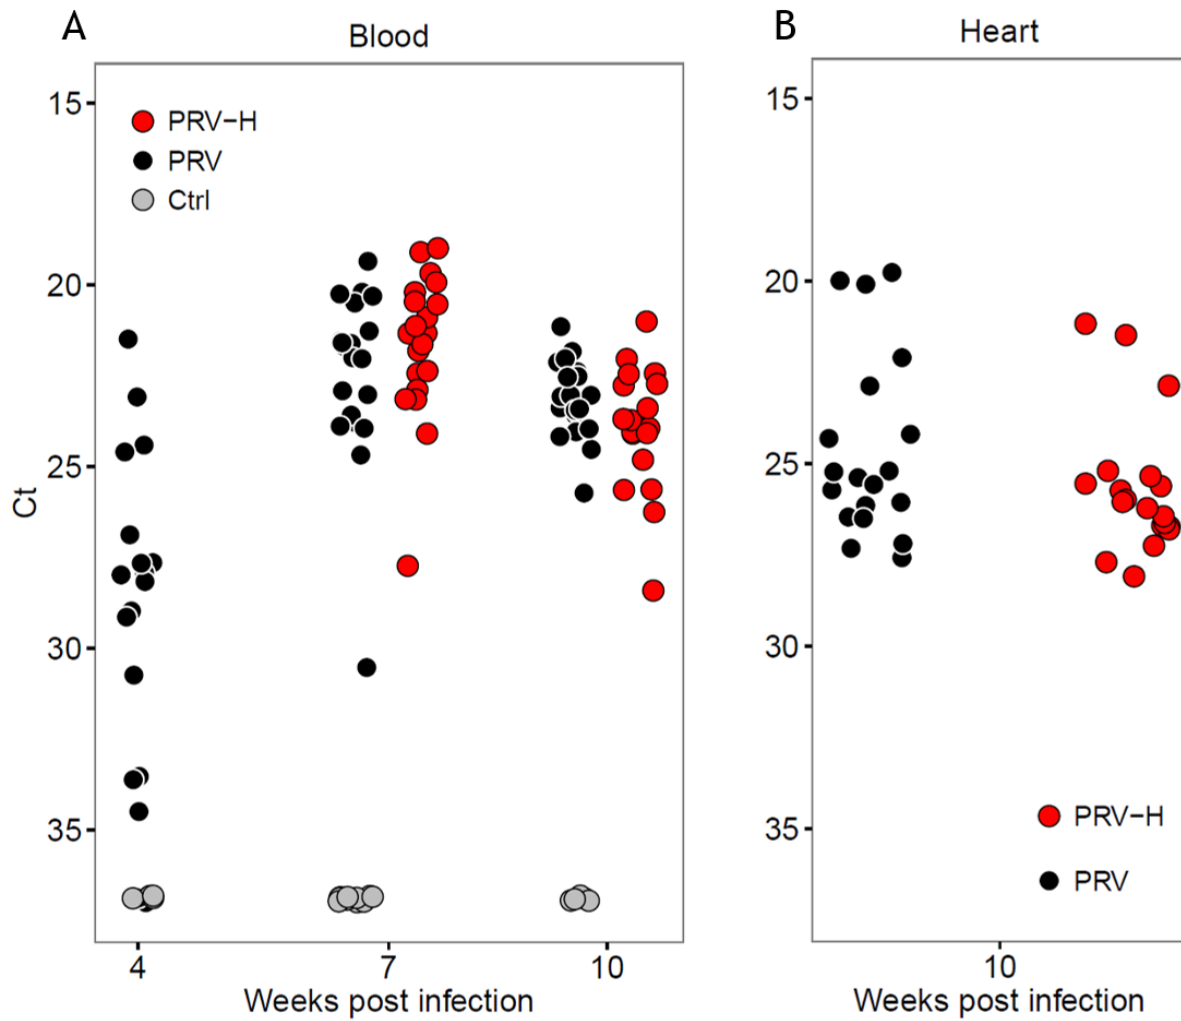 A
Blood
15
PRV−H
PRV
Ctrl
20
25
30
35
Ct
4
7
10
Weeks post infection
B
Heart
15
20
25
30
35
PRV−H
PRV
10
Weeks post infection